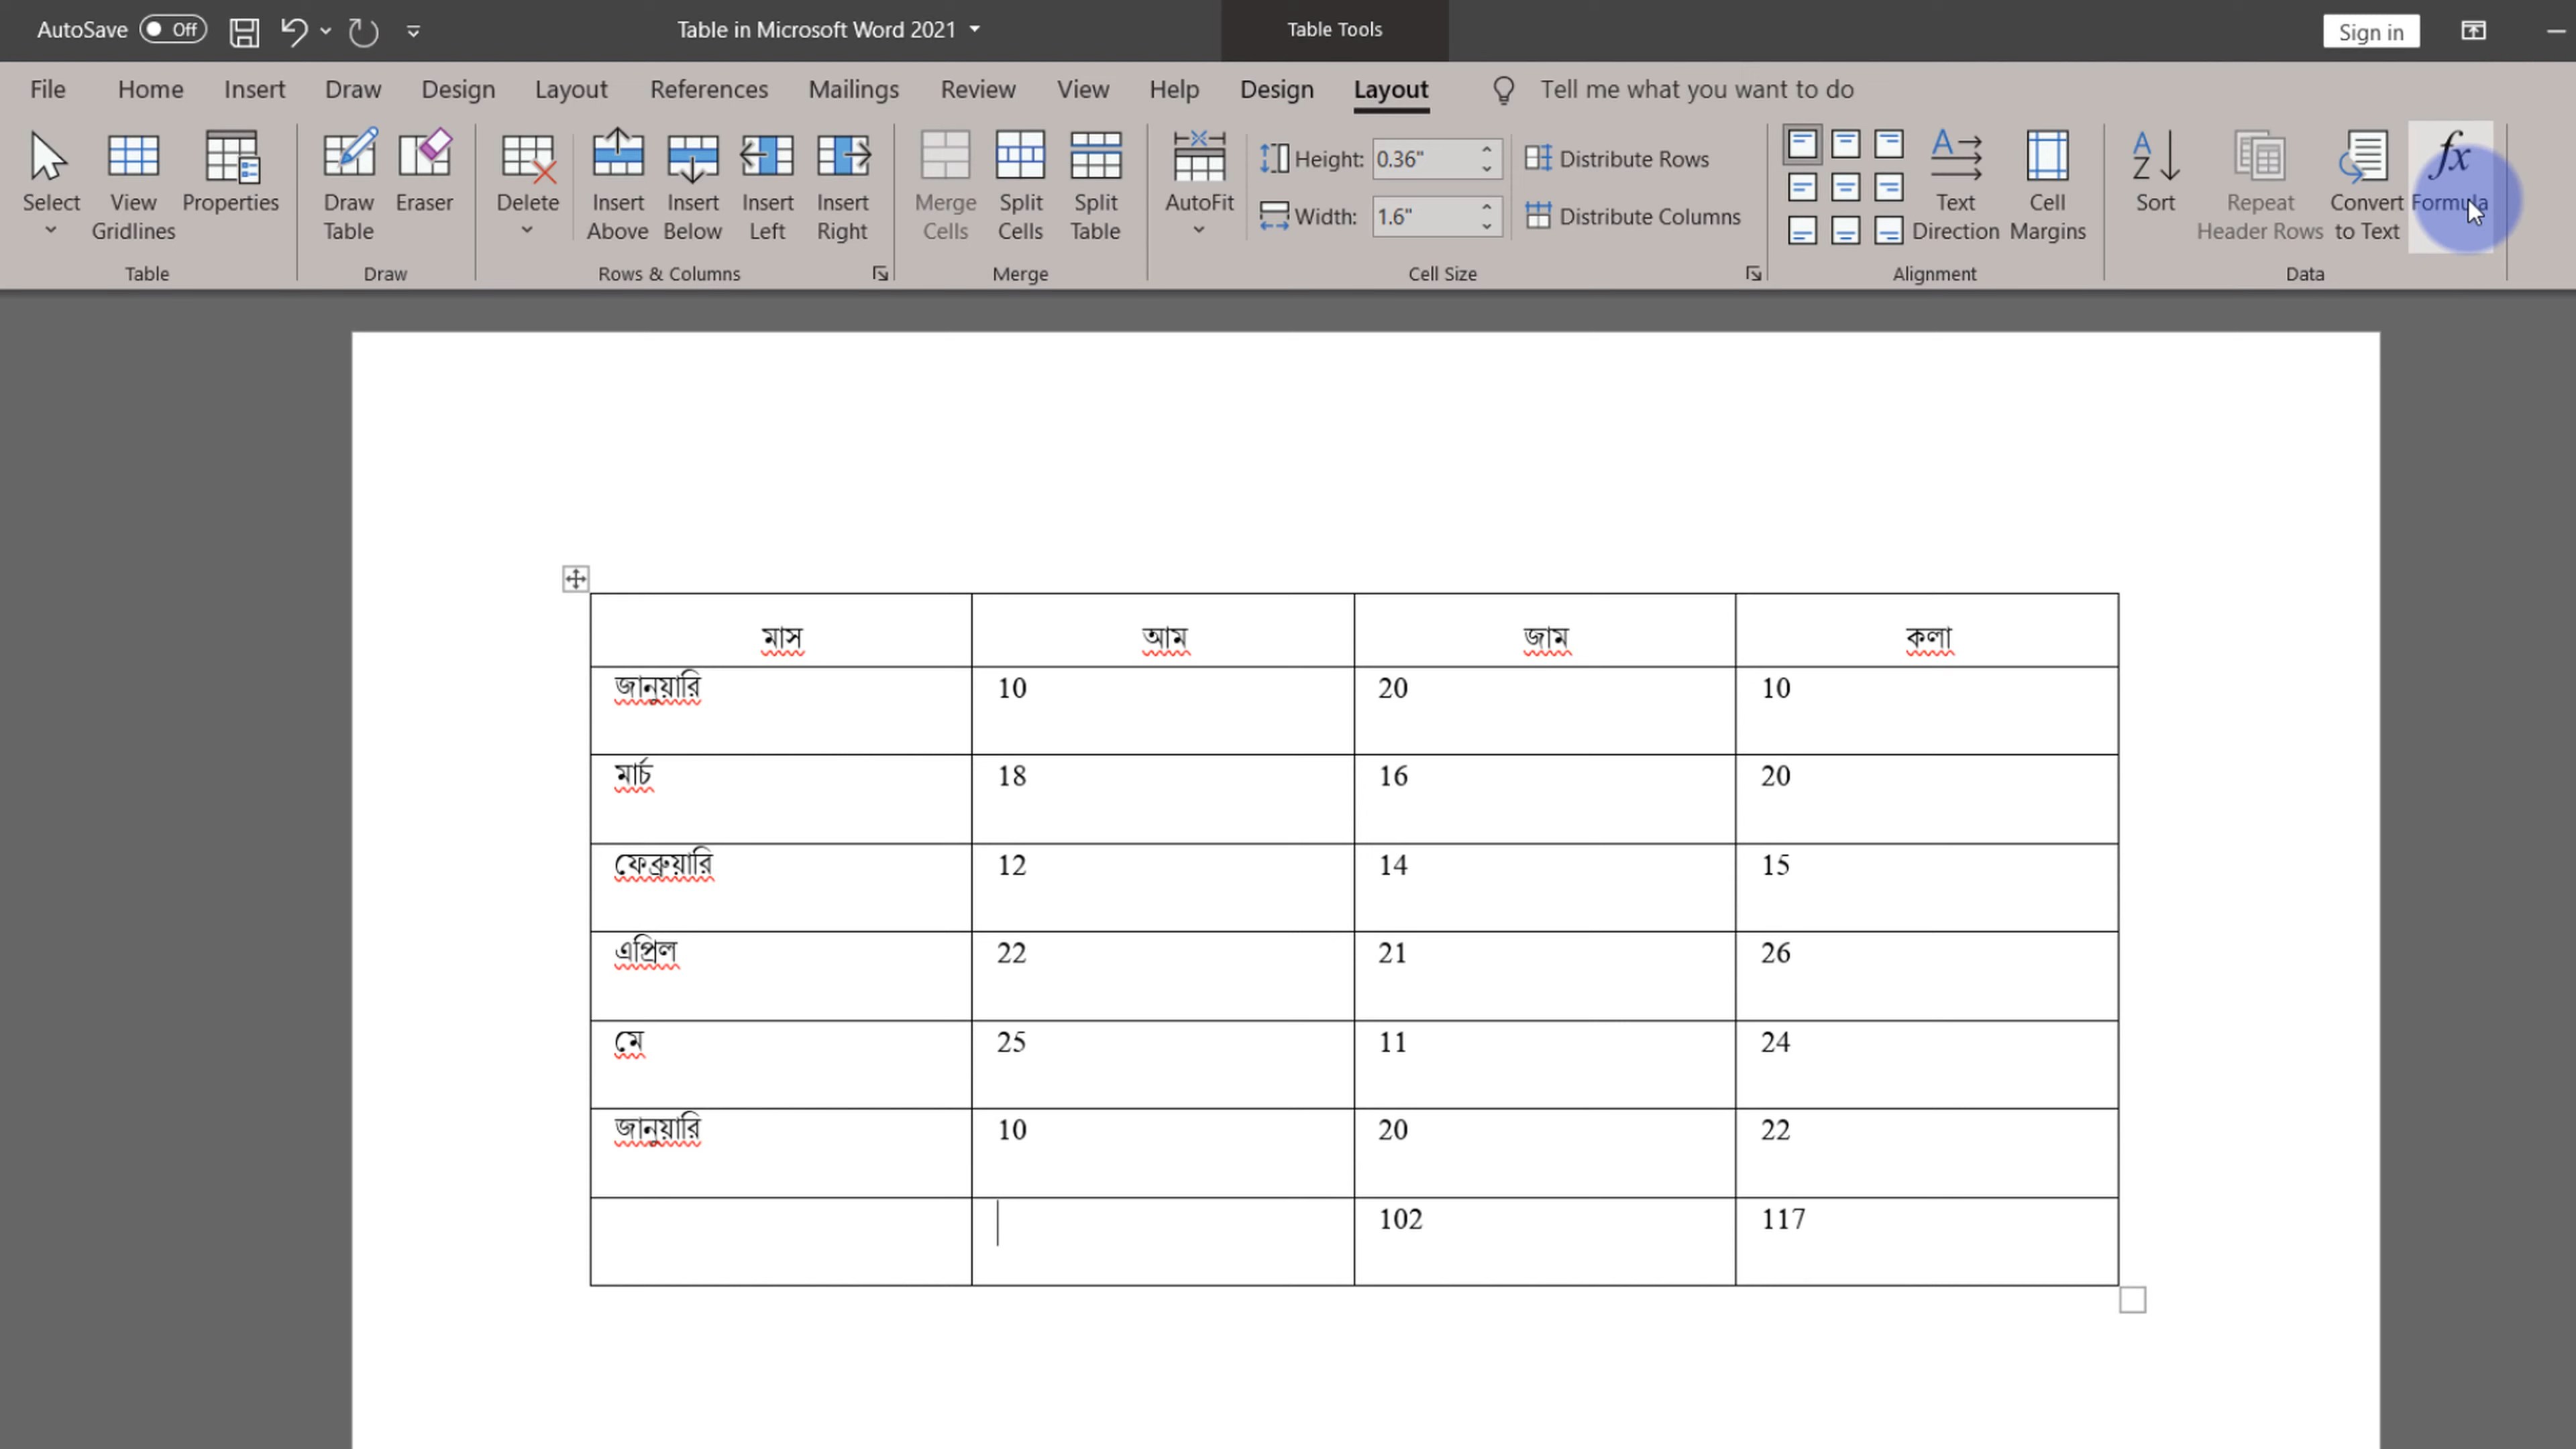 AutoSave Off Table in Microsoft Word 2021 Table Tools Sign in
File Home Insert Draw Design Layout References Mailings Review View Help Design Layout Tell me what you want to do
Select View Gridlines Properties Draw Table Eraser Delete Insert Above Insert Below Insert Left Insert Right Merge Cells Split Cells Split Table AutoFit Height: 0.36" Distribute Rows Text Direction Cell Margins Sort Repeat Header Rows Convert to Text Formula
Width: 1.6" Distribute Columns
Table Draw Rows & Columns Merge Cell Size Alignment Data
মাস আম জাম কলা
জানুয়ারি 10 20 10
মার্চ 18 16 20
ফেব্রুয়ারি 12 14 15
এপ্রিল 22 21 26
মে 25 11 24
জানুয়ারি 10 20 22
102 117